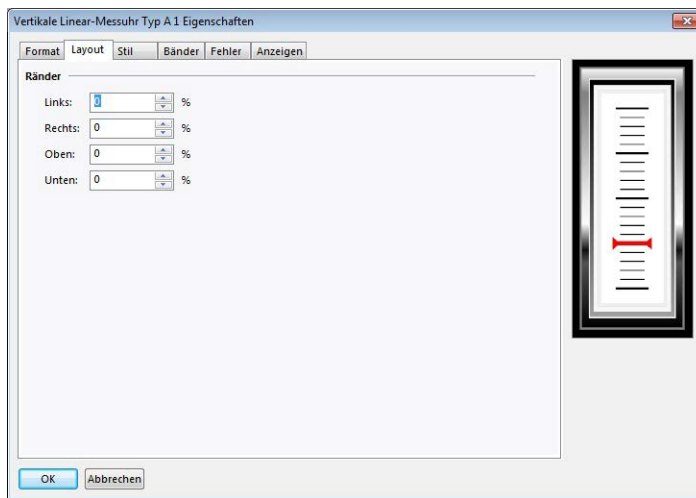 Vertikale Linear-Messuhr Typ A 1 Eigenschaften
Format Layout Stil Bänder Fehler Anzeigen
Ränder
Links: 0 %
Rechts: 0 %
Oben: 0 %
Unten: 0 %
OK Abbrechen